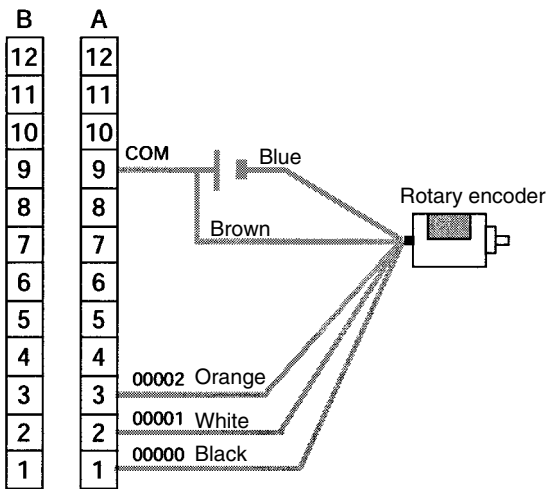 B A
12 12
11 11
10 10
9 9 COM Blue
8 8 Rotary encoder
7 7 Brown
6 6
5 5
4 4
3 3 00002 Orange
2 2 00001 White
1 1 00000 Black